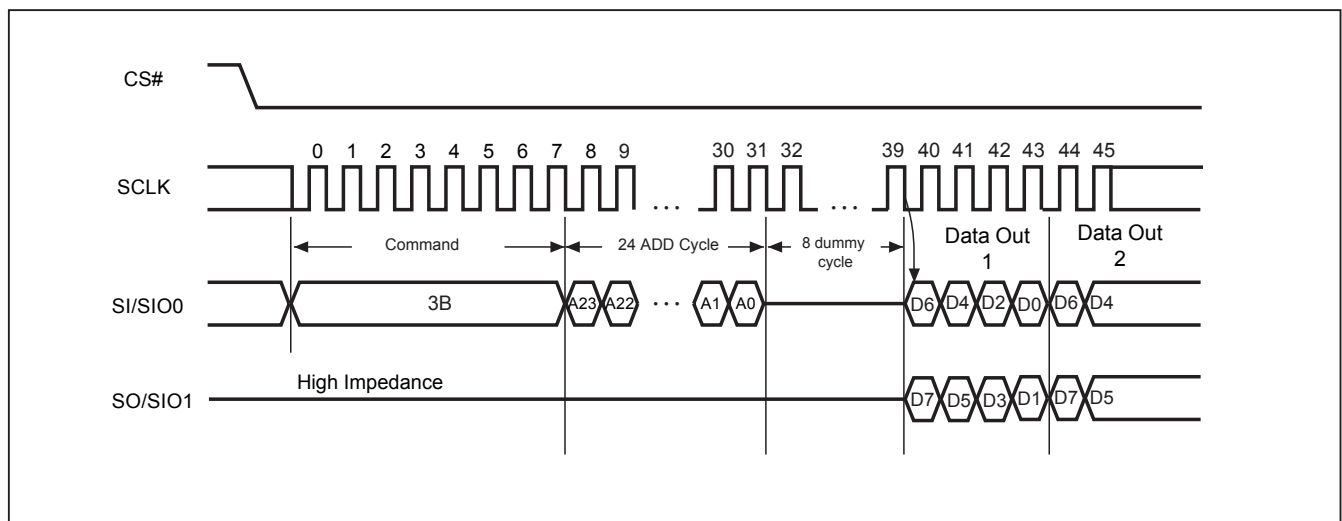 CS#
0 1 2 3 4 5 6 7 8 9 30 31 32 39 40 41 42 43 44 45
SCLK
... ...
Command 24 ADD Cycle 8 dummy cycle Data Out 1 Data Out 2
SI/SIO0 3B A23 A22 ... A1 A0 D6 D4 D2 D0 D6 D4
High Impedance
SO/SIO1 D7 D5 D3 D1 D7 D5